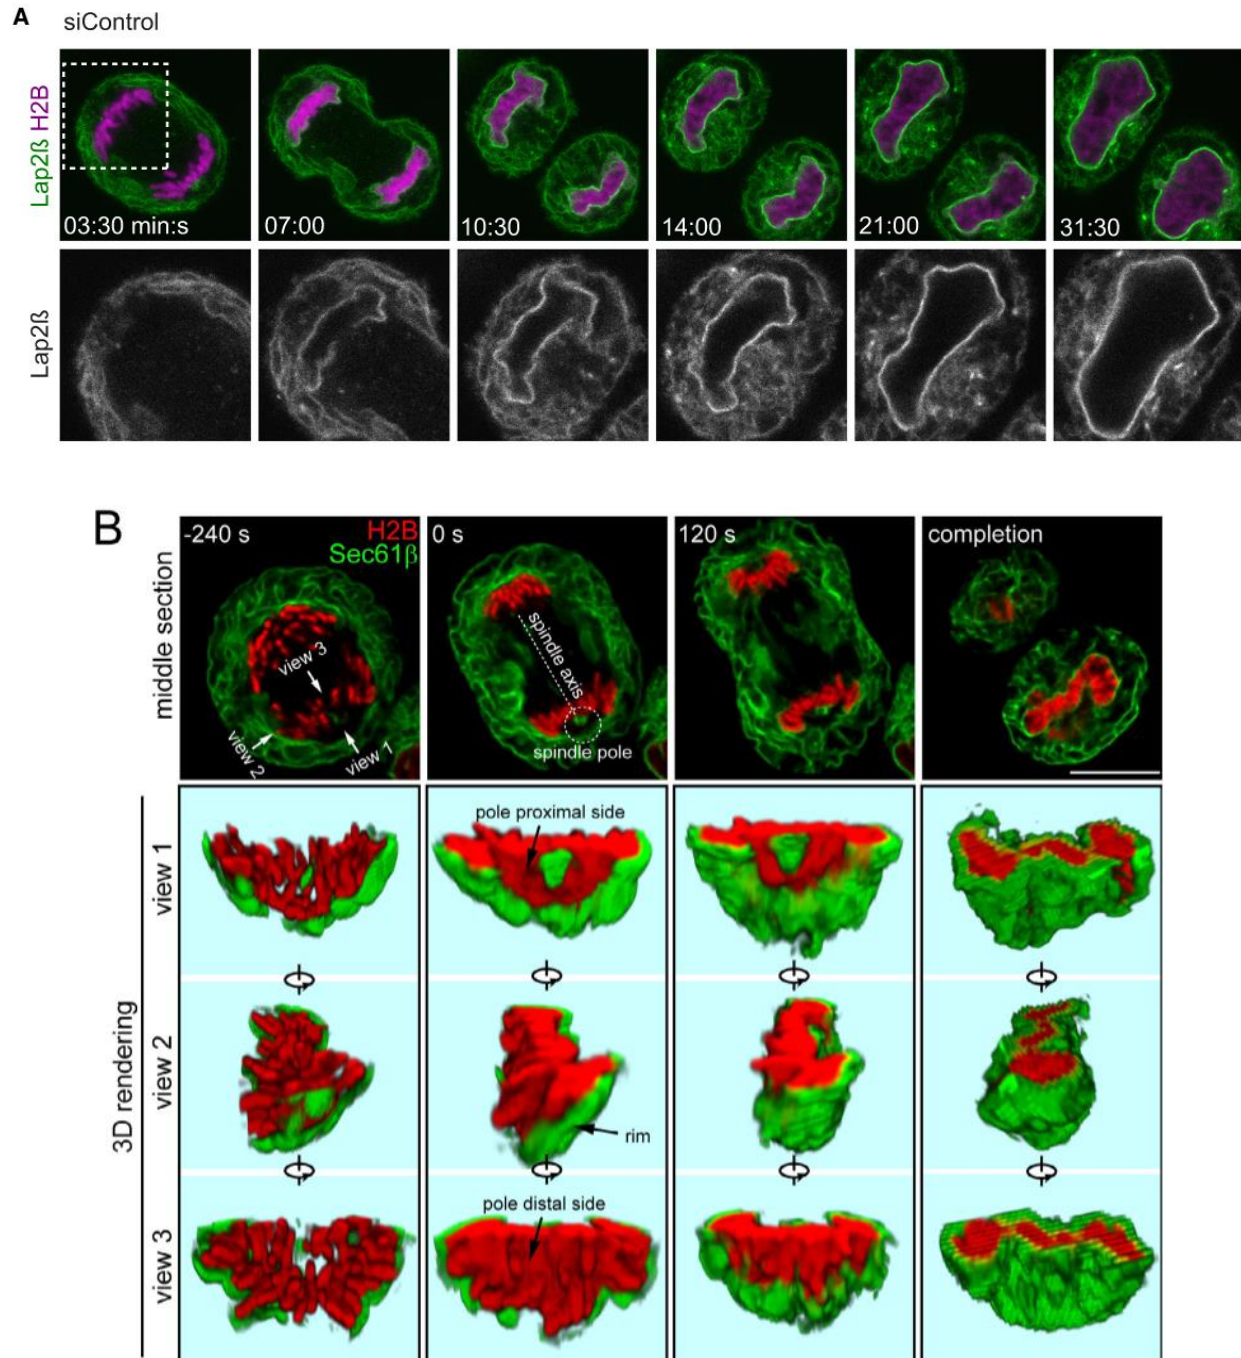 A
siControl
Lap2ß H2B
03:30 min:s
07:00
10:30
14:00
21:00
31:30
Lap2ß
B
middle section
-240 s
H2B
Sec61β
view 3
view 2
view 1
0 s
spindle axis
spindle pole
120 s
completion
3D rendering
view 1
pole proximal side
view 2
rim
view 3
pole distal side